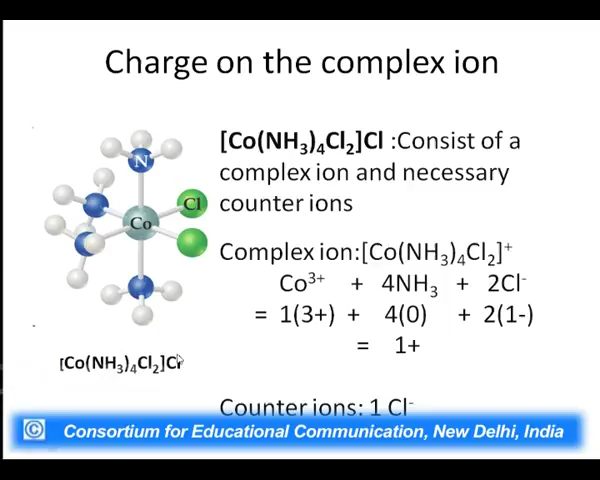 Charge on the complex ion
[Co(NH₃)₄Cl₂]Cl :Consist of a
complex ion and necessary
counter ions
N
Cl
Co
Complex ion:[Co(NH₃)₄Cl₂]⁺
Co³⁺ + 4NH₃ + 2Cl⁻
= 1(3+) + 4(0) + 2(1-)
= 1+
[Co(NH₃)₄Cl₂]Cl
Counter ions: 1 Cl⁻
© Consortium for Educational Communication, New Delhi, India